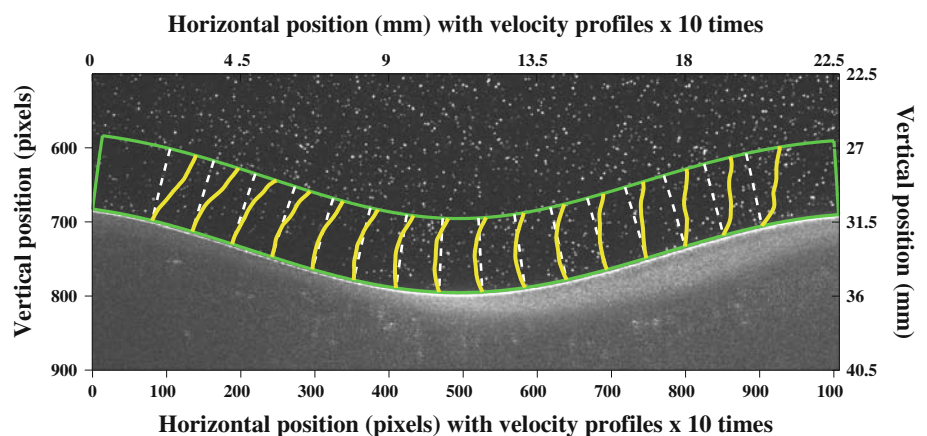 Horizontal position (mm) with velocity profiles x 10 times
0 4.5 9 13.5 18 22.5
Vertical position (pixels)
600
700
800
900
22.5
27
31.5
36
40.5
Vertical position (mm)
0 100 200 300 400 500 600 700 800 900 1000
Horizontal position (pixels) with velocity profiles x 10 times